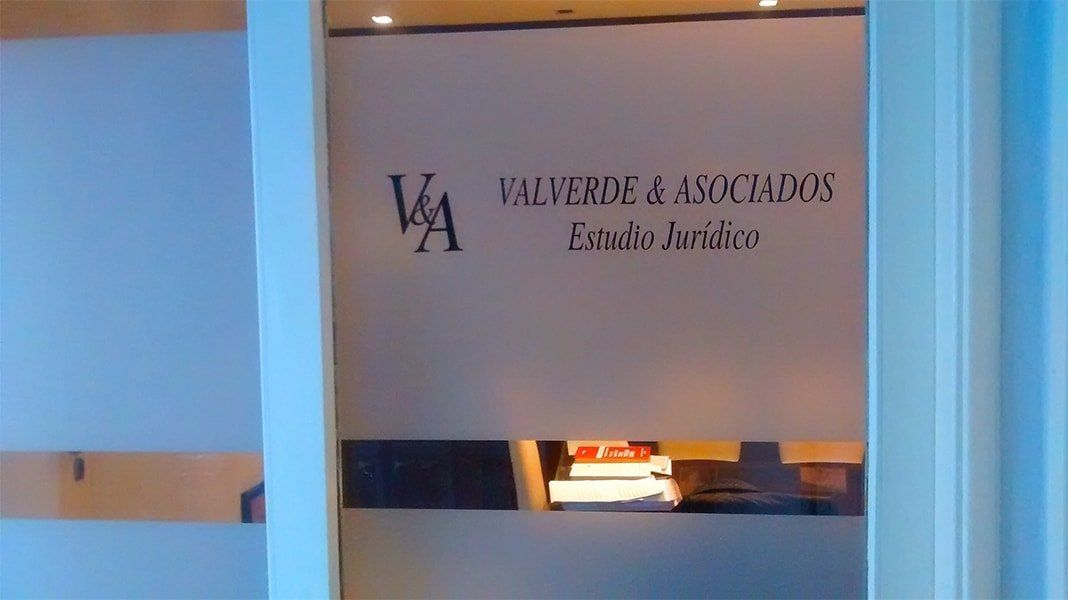 V&A
VALVERDE & ASOCIADOS
Estudio Jurídico